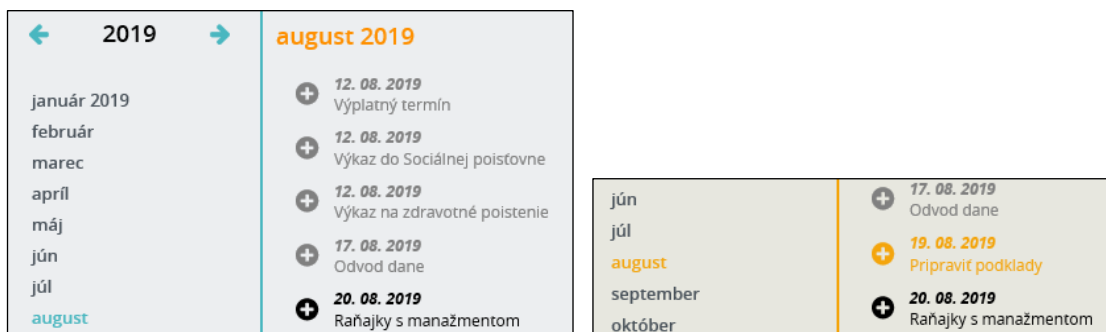 2019
január 2019
február
marec
apríl
máj
jún
júl
august
august 2019
12. 08. 2019
Výplatný termín
12. 08. 2019
Výkaz do Sociálnej poisťovne
12. 08. 2019
Výkaz na zdravotné poistenie
17. 08. 2019
Odvod dane
20. 08. 2019
Raňajky s manažmentom
jún
júl
august
september
október
17. 08. 2019
Odvod dane
19. 08. 2019
Pripraviť podklady
20. 08. 2019
Raňajky s manažmentom